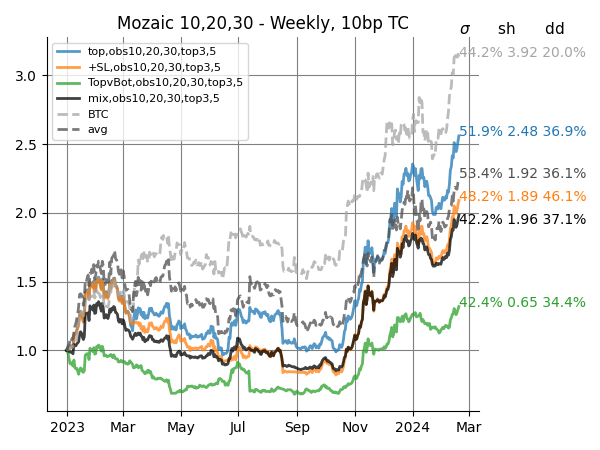 Mozaic 10,20,30 - Weekly, 10bp TC
σ sh dd
top,obs10,20,30,top3,5
+SL,obs10,20,30,top3,5
TopvBot,obs10,20,30,top3,5
mix,obs10,20,30,top3,5
BTC
avg
44.2% 3.92 20.0%
51.9% 2.48 36.9%
53.4% 1.92 36.1%
48.2% 1.89 46.1%
42.2% 1.96 37.1%
42.4% 0.65 34.4%
3.0
2.5
2.0
1.5
1.0
2023 Mar May Jul Sep Nov 2024 Mar